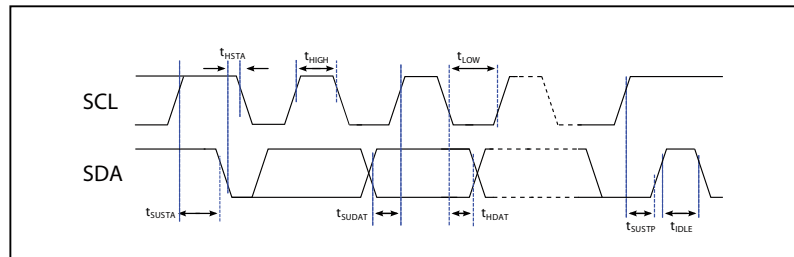 tHSTA tHIGH tLOW
SCL
SDA
tSUSTA tSUDAT tHDAT tSUSTP tIDLE